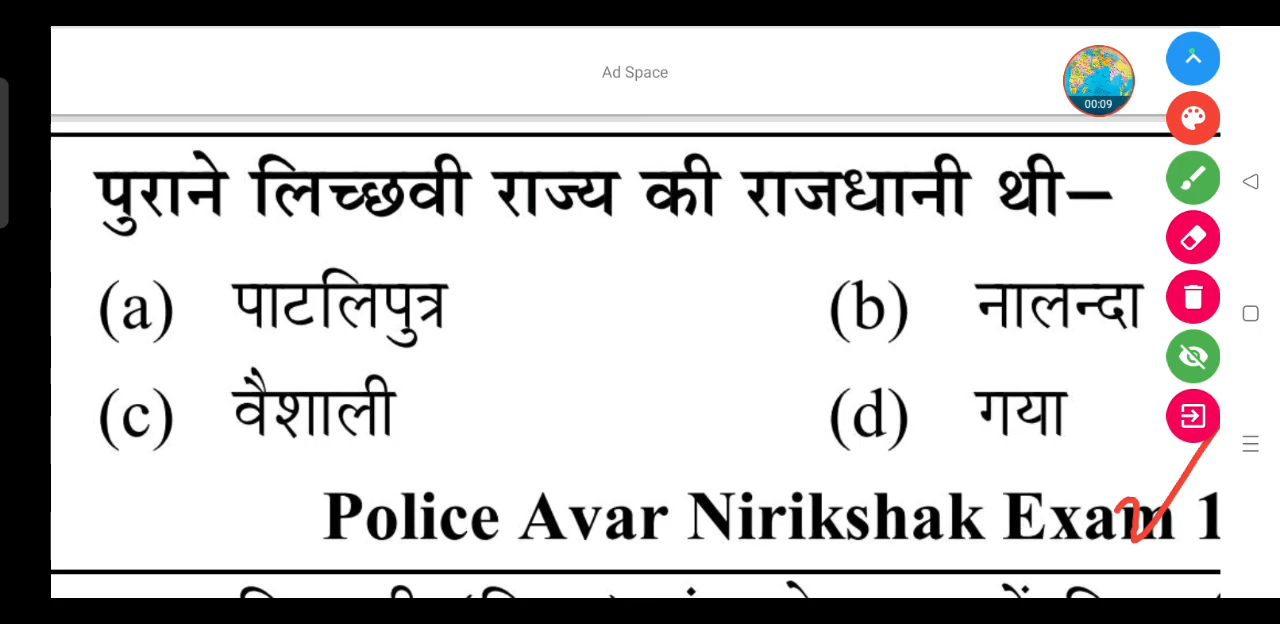 Ad Space
00:09
पुराने लिच्छवी राज्य की राजधानी थी–
(a) पाटलिपुत्र (b) नालन्दा
(c) वैशाली (d) गया
Police Avar Nirikshak Exam 1